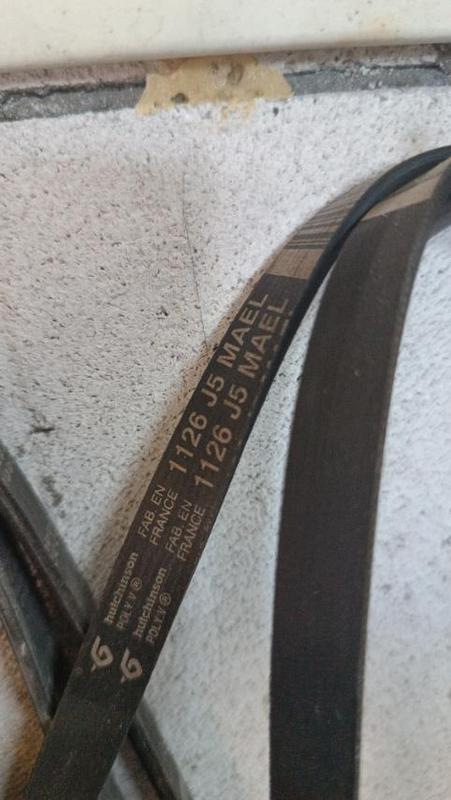 hutchinson
POLY.V®
FAB. EN
FRANCE
1126 J5 MAEL
hutchinson
POLY.V®
FAB. EN
FRANCE
1126 J5 MAEL